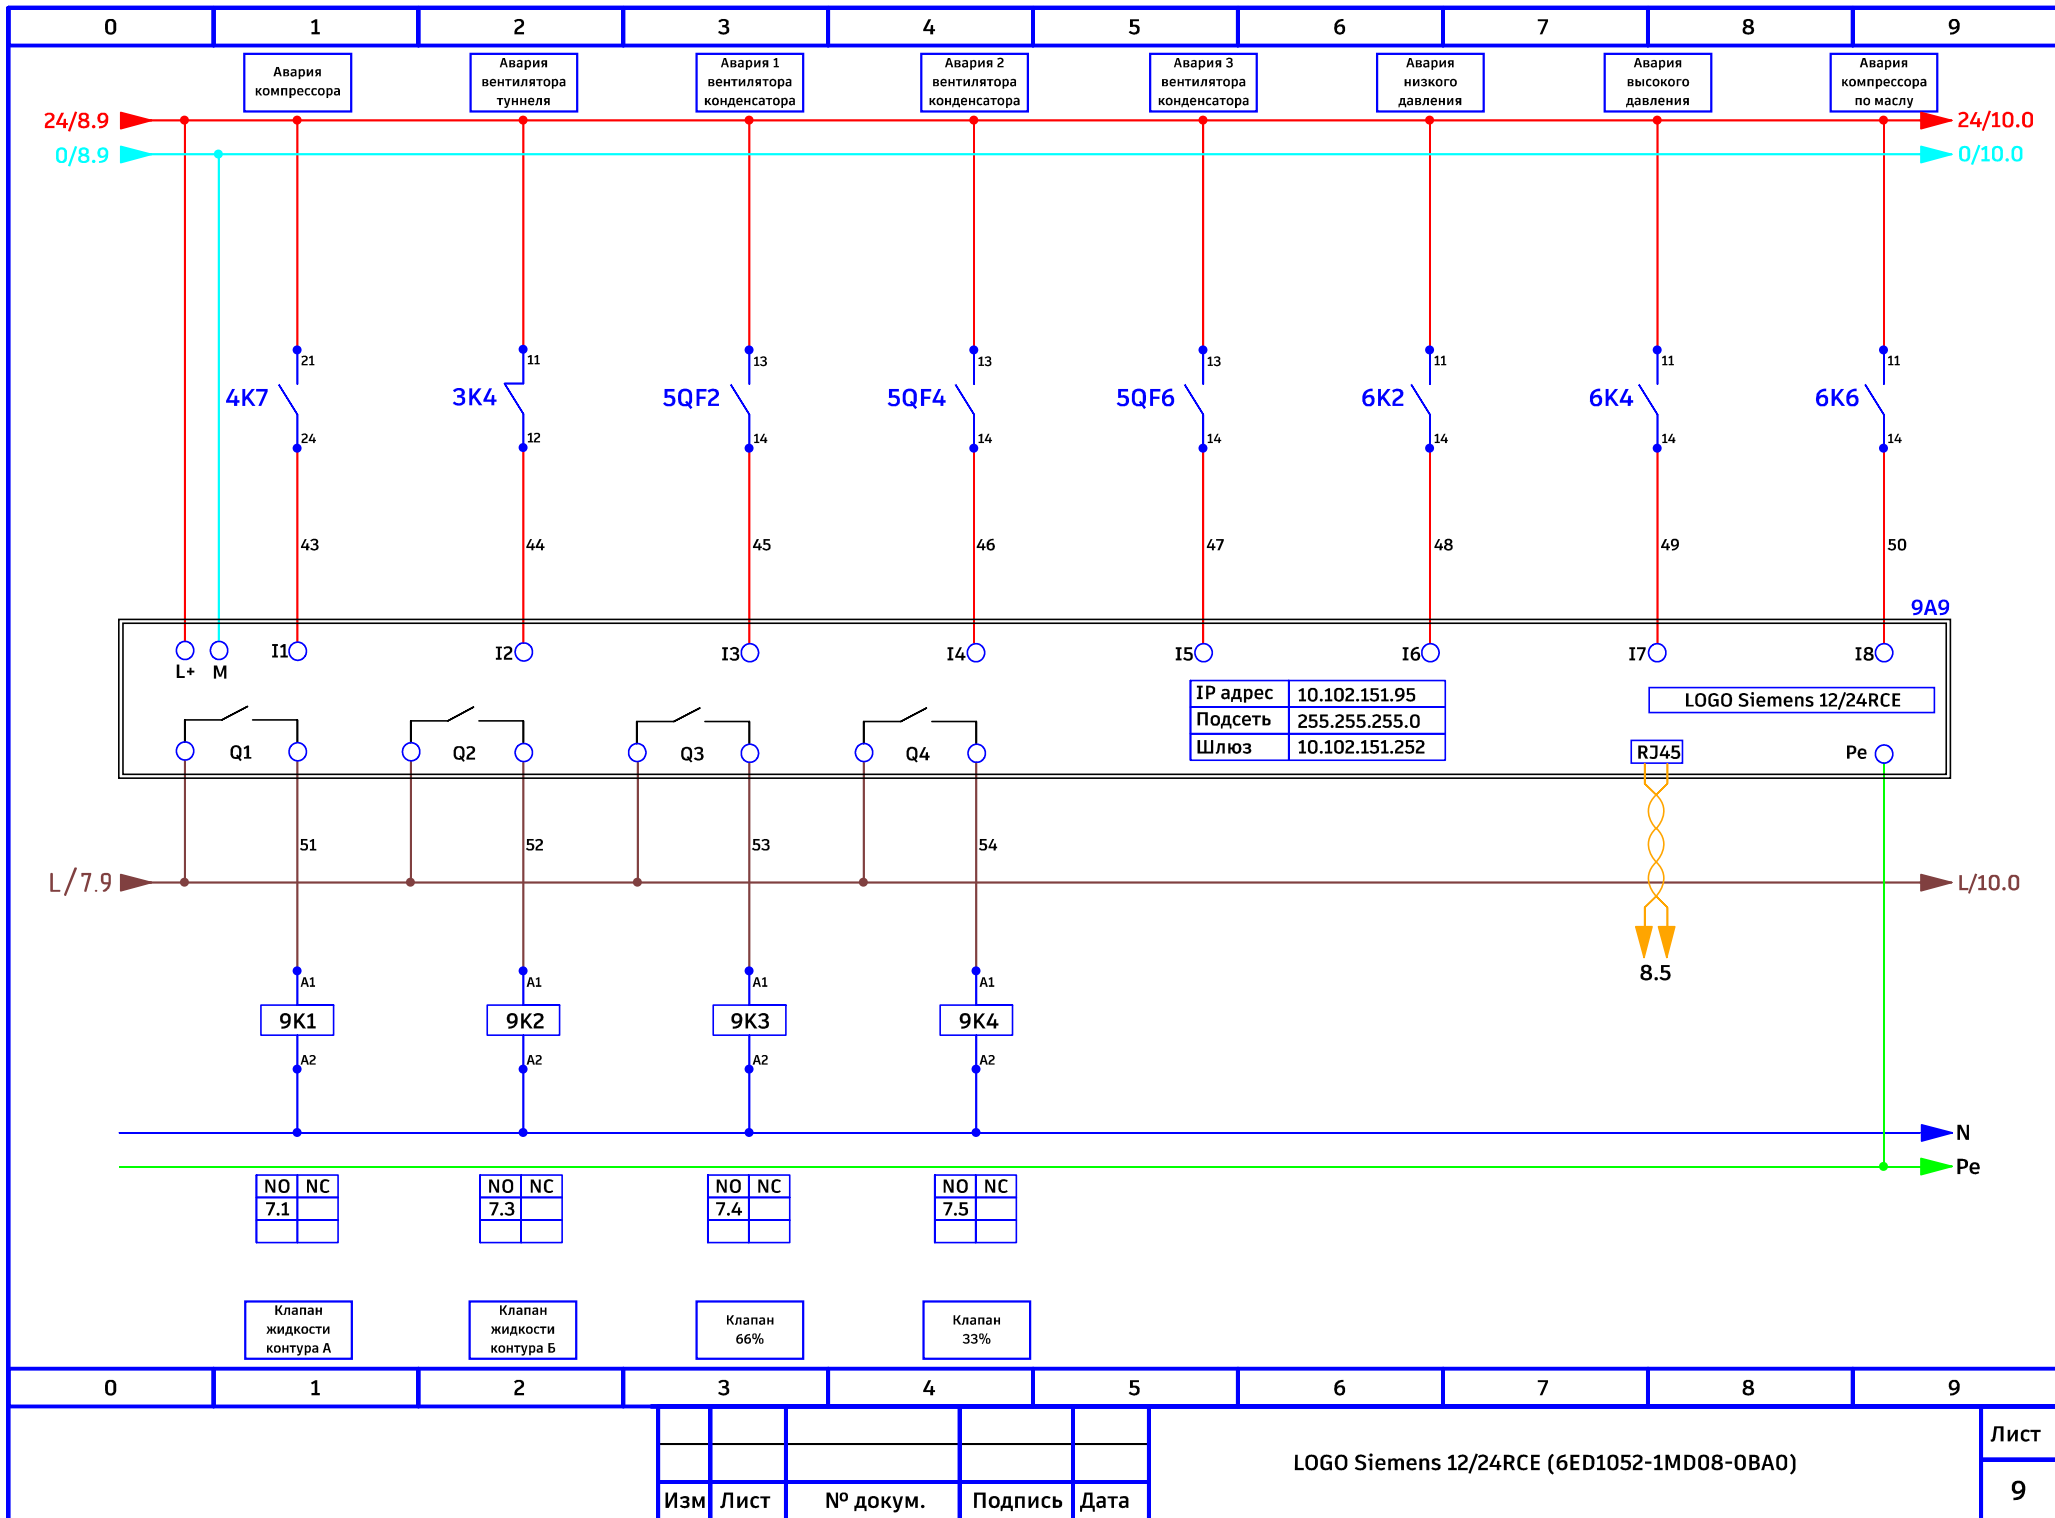 0 1 2 3 4 5 6 7 8 9
Авария
компрессора
Авария
вентилятора
туннеля
Авария 1
вентилятора
конденсатора
Авария 2
вентилятора
конденсатора
Авария 3
вентилятора
конденсатора
Авария
низкого
давления
Авария
высокого
давления
Авария
компрессора
по маслу
24/8.9 24/10.0
0/8.9 0/10.0
21 11 13 13 13 11 11 11
4K7 3K4 5QF2 5QF4 5QF6 6K2 6K4 6K6
24 12 14 14 14 14 14 14
43 44 45 46 47 48 49 50
9A9
I1 I2 I3 I4 I5 I6 I7 I8
L+ M
IP адрес 10.102.151.95
Подсеть 255.255.255.0
Шлюз 10.102.151.252
LOGO Siemens 12/24RCE
Q1 Q2 Q3 Q4 RJ45 Pe
51 52 53 54
L/7.9 L/10.0
8.5
A1 A1 A1 A1
9K1 9K2 9K3 9K4
A2 A2 A2 A2
N
Pe
NO NC NO NC NO NC NO NC
7.1 7.3 7.4 7.5
Клапан
жидкости
контура А
Клапан
жидкости
контура Б
Клапан
66%
Клапан
33%
0 1 2 3 4 5 6 7 8 9
LOGO Siemens 12/24RCE (6ED1052-1MD08-0BA0)
Лист
9
Изм Лист № докум. Подпись Дата